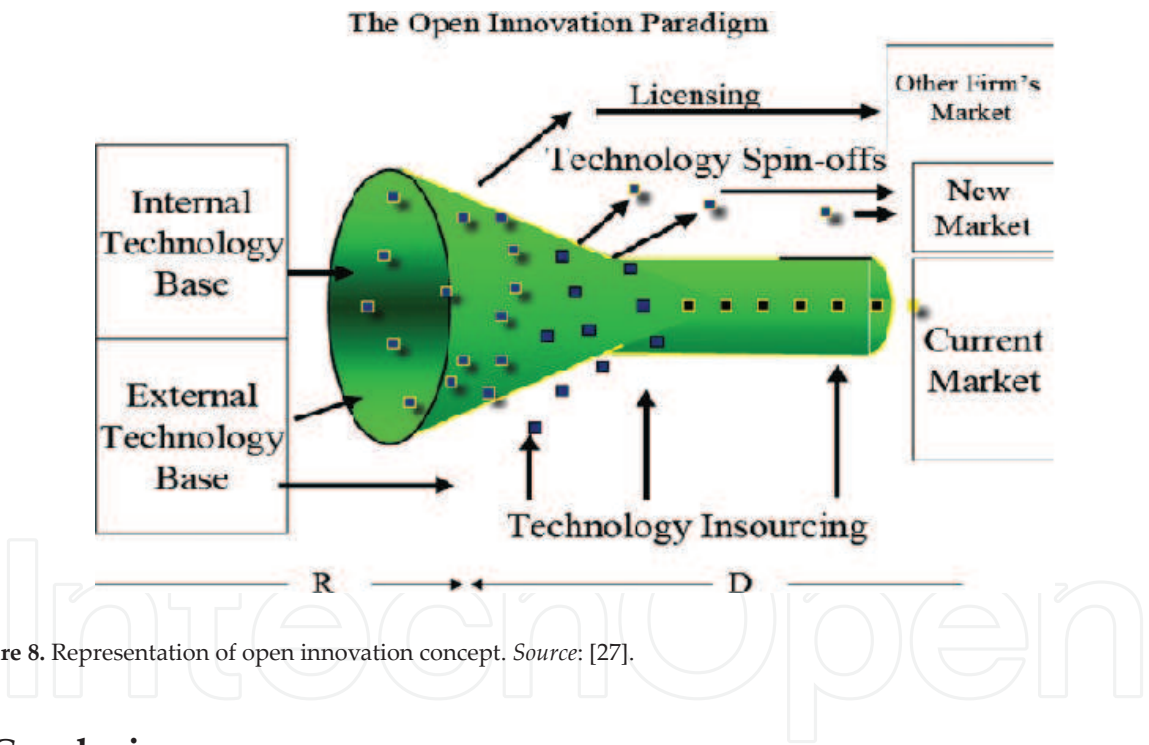 The Open Innovation Paradigm
Licensing
Other Firm's
Market
Technology Spin-offs
New
Market
Internal
Technology
Base
External
Technology
Base
Current
Market
Technology Insourcing
R
D
IntechOpen
re 8. Representation of open innovation concept. Source: [27].